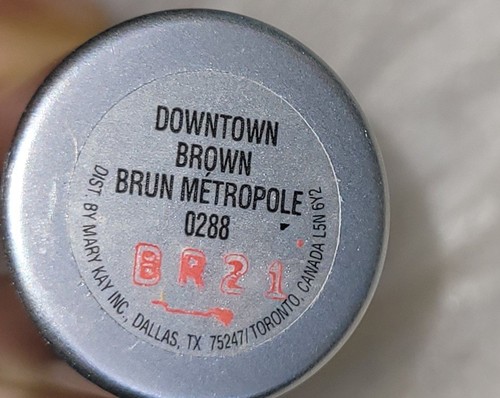 DOWNTOWN
BROWN
BRUN MÉTROPOLE
0288
BR21
DIST. BY MARY KAY INC., DALLAS, TX 75247/TORONTO, CANADA L5N 6Y2